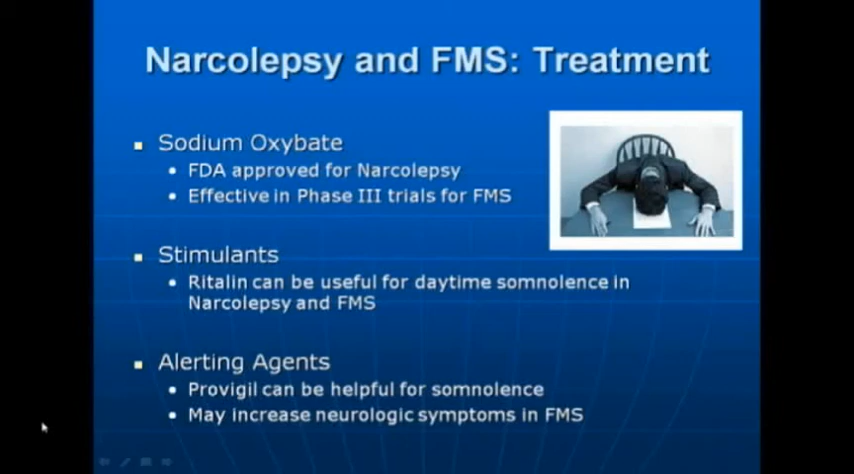 Narcolepsy and FMS: Treatment
Sodium Oxybate
FDA approved for Narcolepsy
Effective in Phase III trials for FMS
Stimulants
Ritalin can be useful for daytime somnolence in
Narcolepsy and FMS
Alerting Agents
Provigil can be helpful for somnolence
May increase neurologic symptoms in FMS